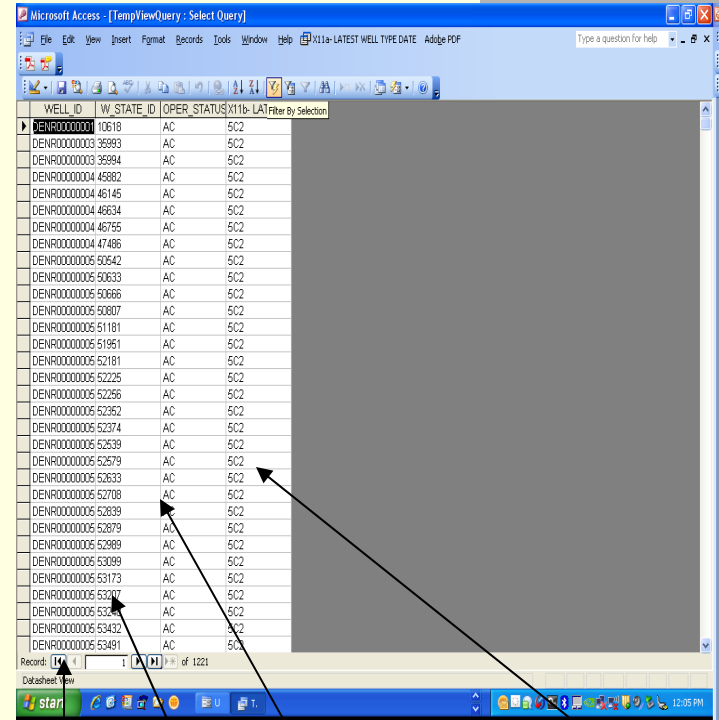 Microsoft Access - [TempViewQuery : Select Query]
File Edit View Insert Format Records Tools Window Help X11a- LATEST WELL TYPE DATE Adobe PDF Type a question for help
WELL_ID W_STATE_ID OPER_STATUS X11b- LAT
Filter By Selection
DENR00000001 10618 AC 5C2
DENR00000003 35993 AC 5C2
DENR00000003 35994 AC 5C2
DENR00000004 45882 AC 5C2
DENR00000004 46145 AC 5C2
DENR00000004 46634 AC 5C2
DENR00000004 46755 AC 5C2
DENR00000004 47486 AC 5C2
DENR00000005 50542 AC 5C2
DENR00000005 50633 AC 5C2
DENR00000005 50666 AC 5C2
DENR00000005 50807 AC 5C2
DENR00000005 51181 AC 5C2
DENR00000005 51951 AC 5C2
DENR00000005 52181 AC 5C2
DENR00000005 52225 AC 5C2
DENR00000005 52256 AC 5C2
DENR00000005 52352 AC 5C2
DENR00000005 52374 AC 5C2
DENR00000005 52539 AC 5C2
DENR00000005 52579 AC 5C2
DENR00000005 52633 AC 5C2
DENR00000005 52708 AC 5C2
DENR00000005 52839 AC 5C2
DENR00000005 52879 AC 5C2
DENR00000005 52989 AC 5C2
DENR00000005 53099 AC 5C2
DENR00000005 53173 AC 5C2
DENR00000005 53207 AC 5C2
DENR00000005 AC 5C2
DENR00000005 53432 AC 5C2
DENR00000005 53491 AC 5C2
Record: 1 of 1221
Datasheet View
start U T. 12:05 PM